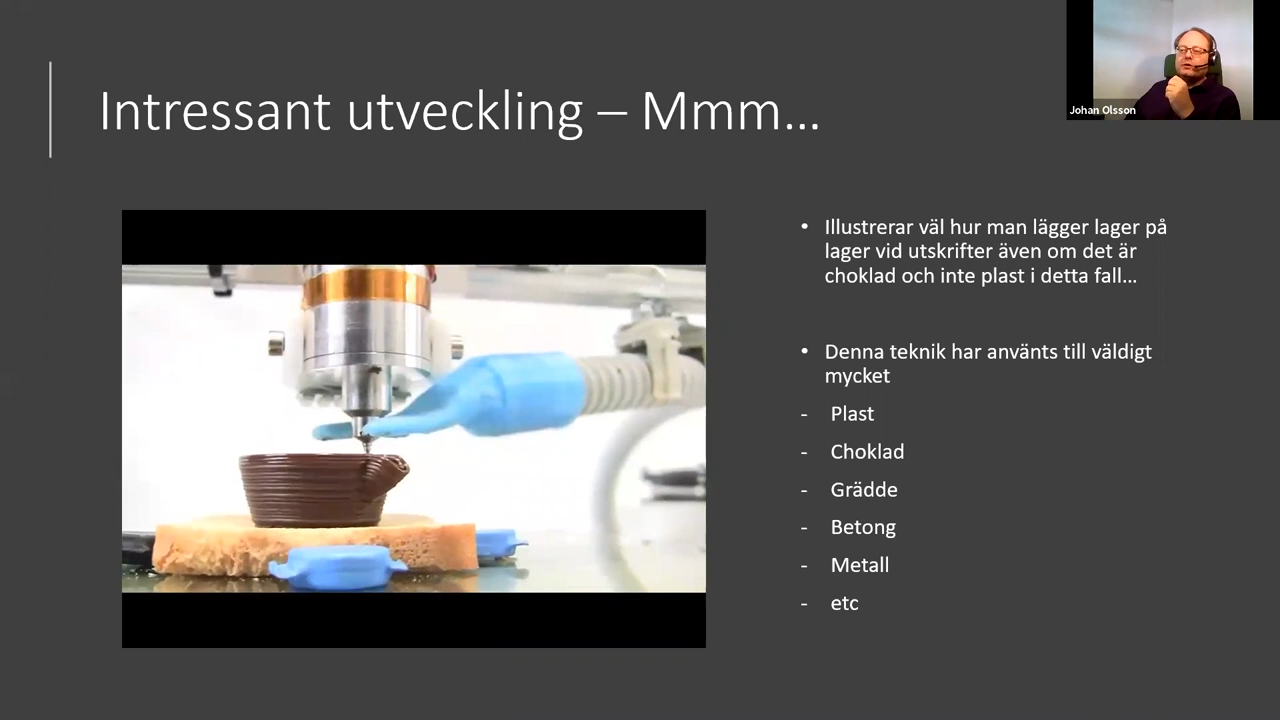 Intressant utveckling – Mmm...
Johan Olsson
• Illustrerar väl hur man lägger lager på
lager vid utskrifter även om det är
choklad och inte plast i detta fall...
• Denna teknik har använts till väldigt
mycket
- Plast
- Choklad
- Grädde
- Betong
- Metall
- etc